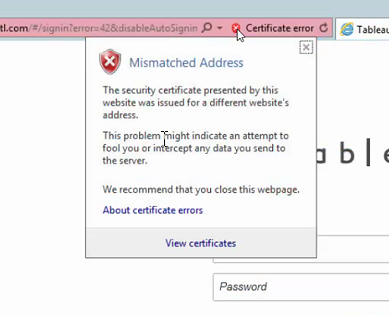 tl.com/#/signin?error=42&disableAutoSignin
Certificate error
Tableau
Mismatched Address
The security certificate presented by this
website was issued for a different website's
address.
This problem might indicate an attempt to
fool you or intercept any data you send to
the server.
We recommend that you close this webpage.
About certificate errors
View certificates
a b | e
Password